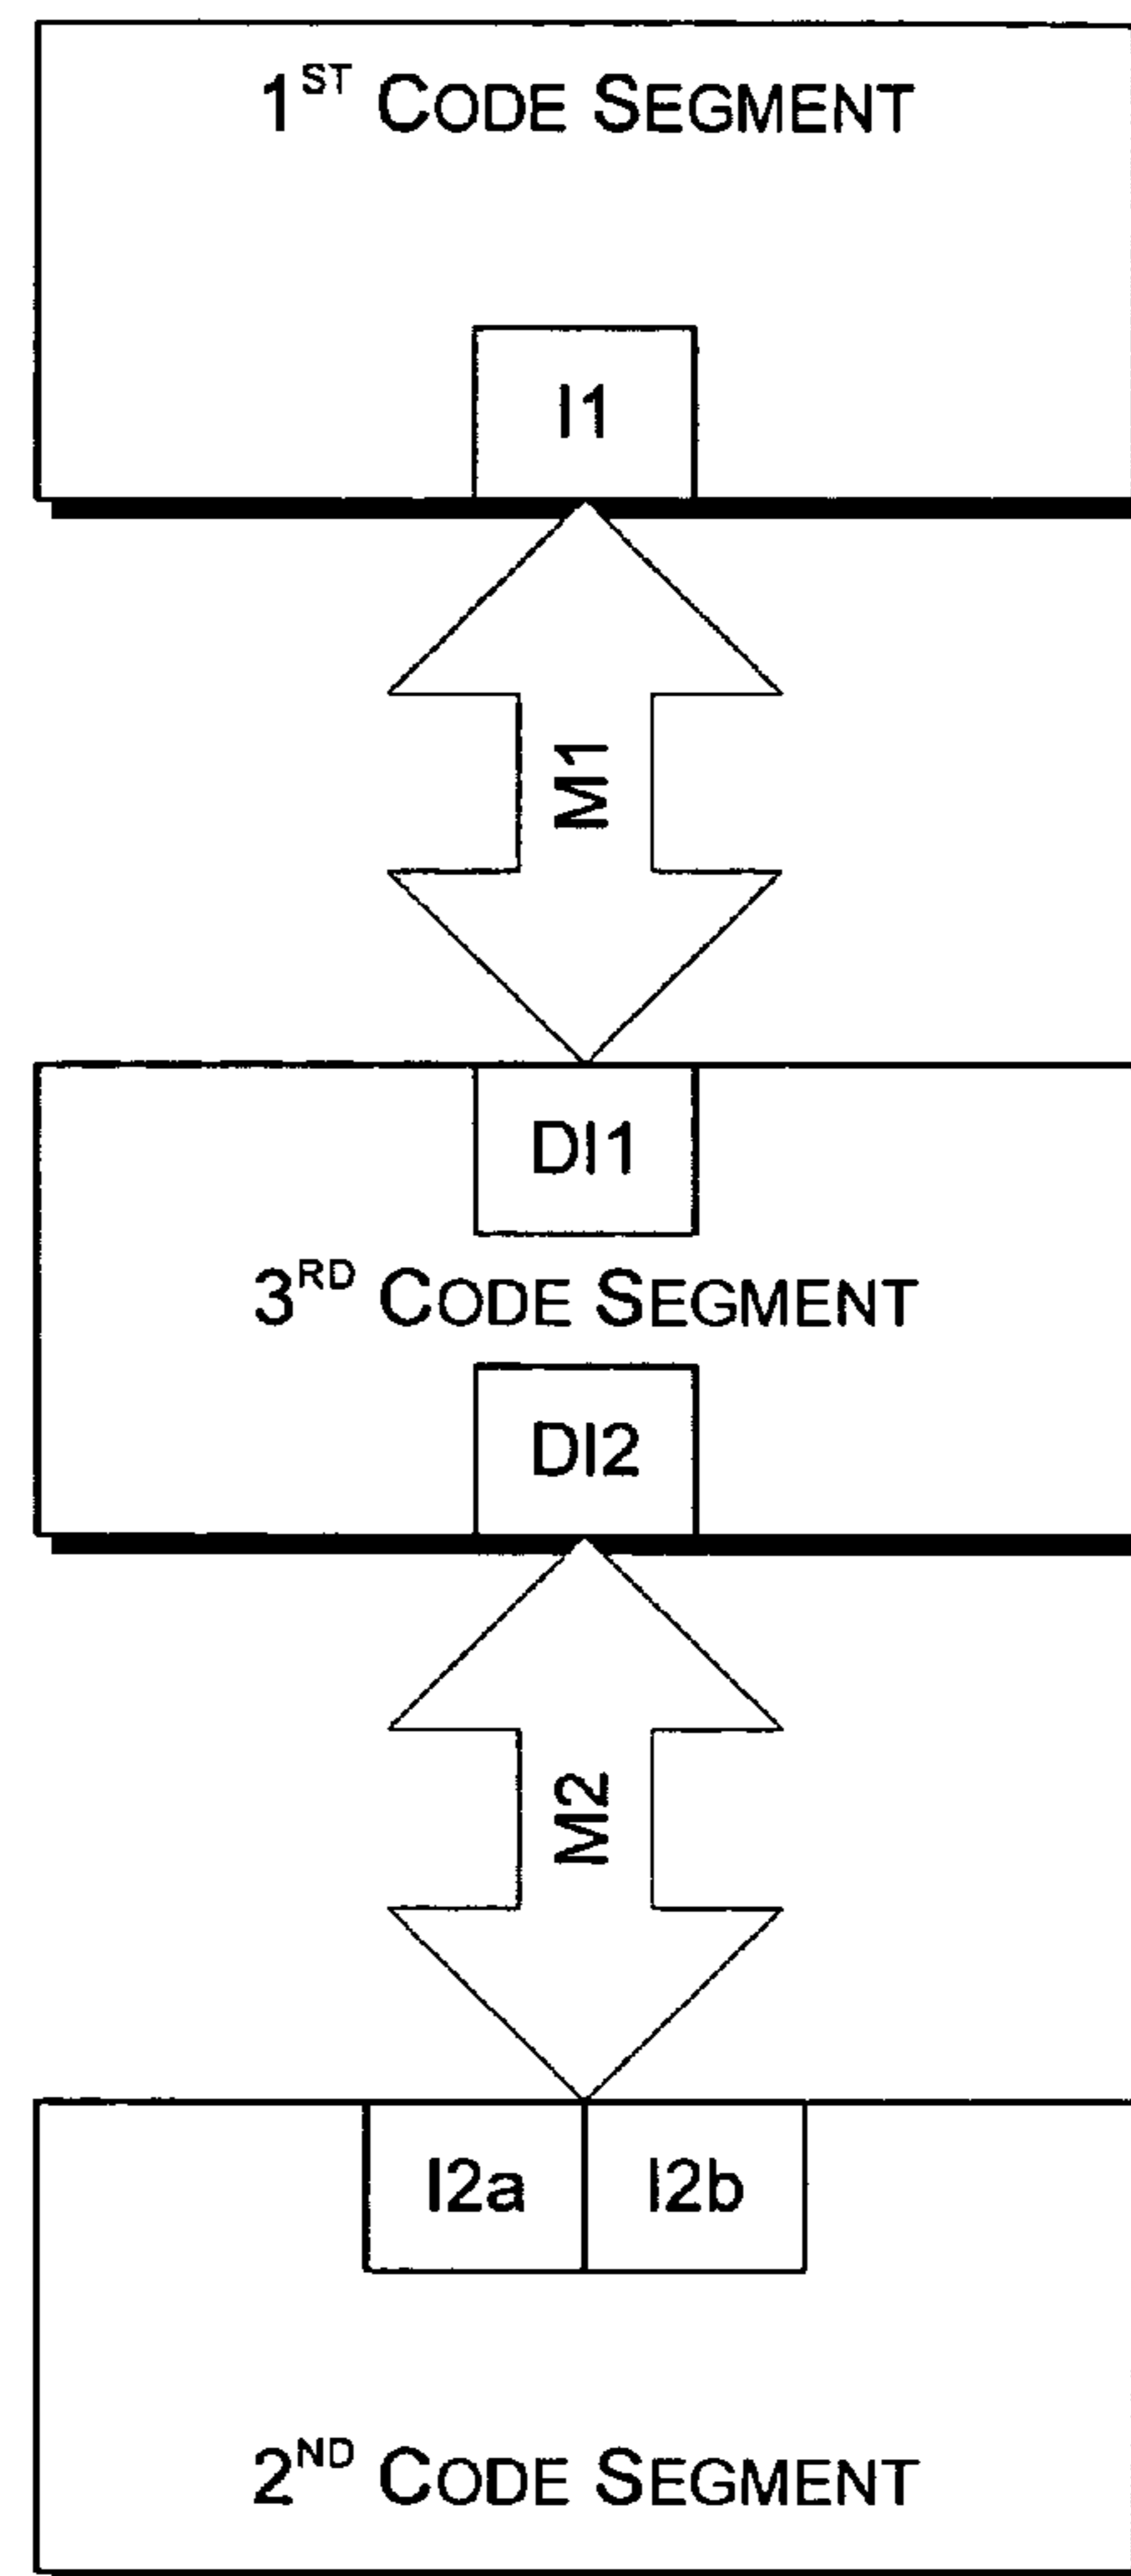 1ST CODE SEGMENT
I1
M1
DI1
3RD CODE SEGMENT
DI2
M2
I2a I2b
2ND CODE SEGMENT